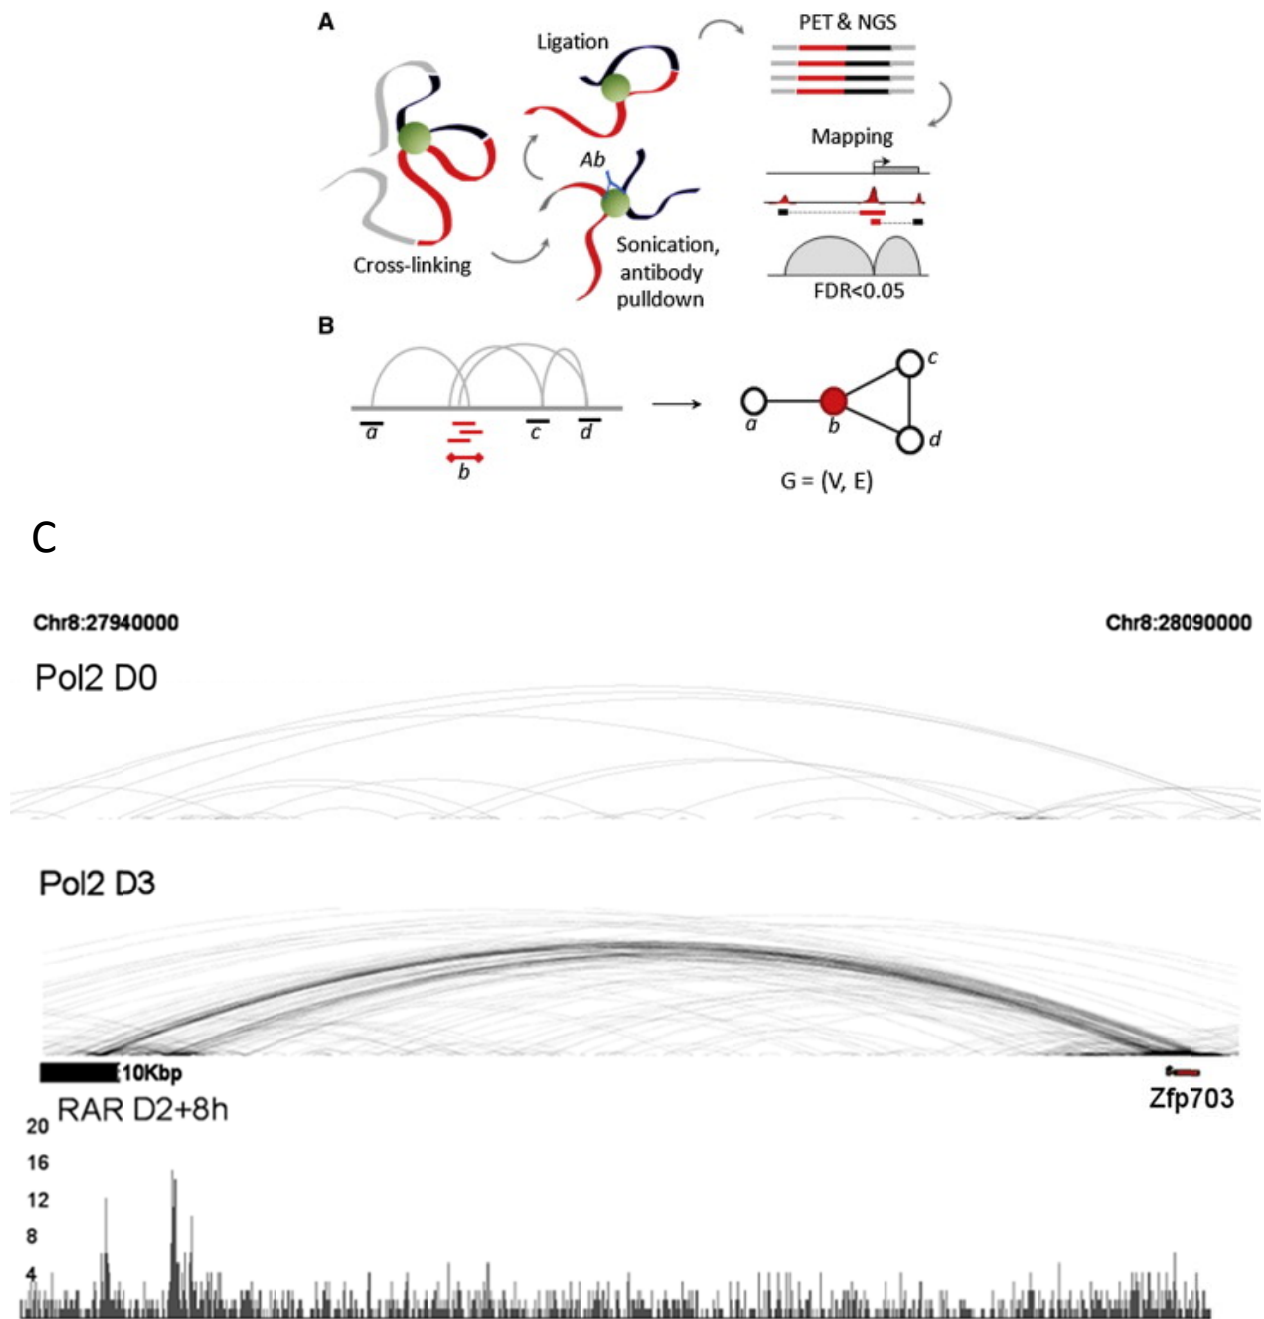 A
Ligation
PET & NGS
Mapping
Ab
Cross-linking
Sonication,
antibody
pulldown
FDR<0.05
B
a
b
c
d
a
b
c
d
G = (V, E)
C
Chr8:27940000
Chr8:28090000
Pol2 D0
Pol2 D3
10Kbp
Zfp703
RAR D2+8h
20
16
12
8
4